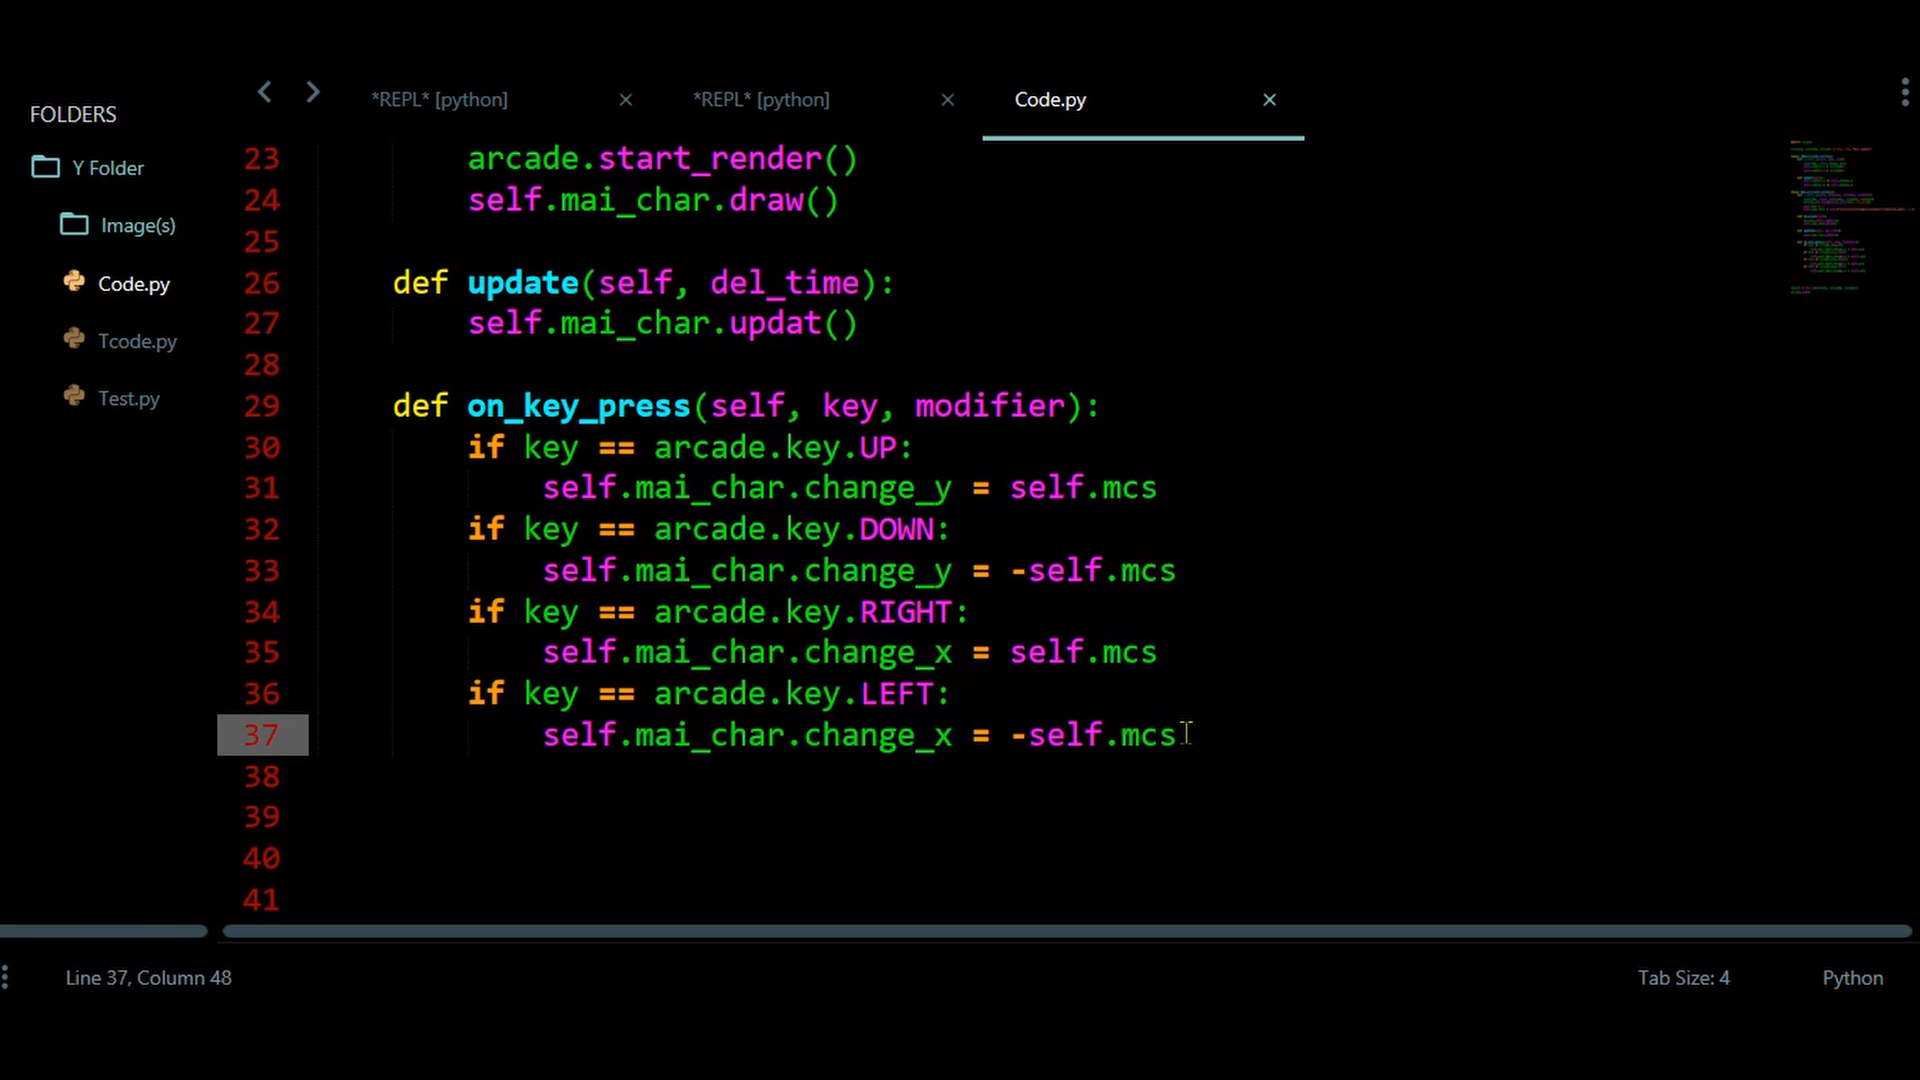 FOLDERS
Y Folder
Image(s)
Code.py
Tcode.py
Test.py
*REPL* [python]
*REPL* [python]
Code.py
23 arcade.start_render()
24 self.mai_char.draw()
25
26 def update(self, del_time):
27 self.mai_char.updat()
28
29 def on_key_press(self, key, modifier):
30 if key == arcade.key.UP:
31 self.mai_char.change_y = self.mcs
32 if key == arcade.key.DOWN:
33 self.mai_char.change_y = -self.mcs
34 if key == arcade.key.RIGHT:
35 self.mai_char.change_x = self.mcs
36 if key == arcade.key.LEFT:
37 self.mai_char.change_x = -self.mcs
38
39
40
41
Line 37, Column 48
Tab Size: 4
Python